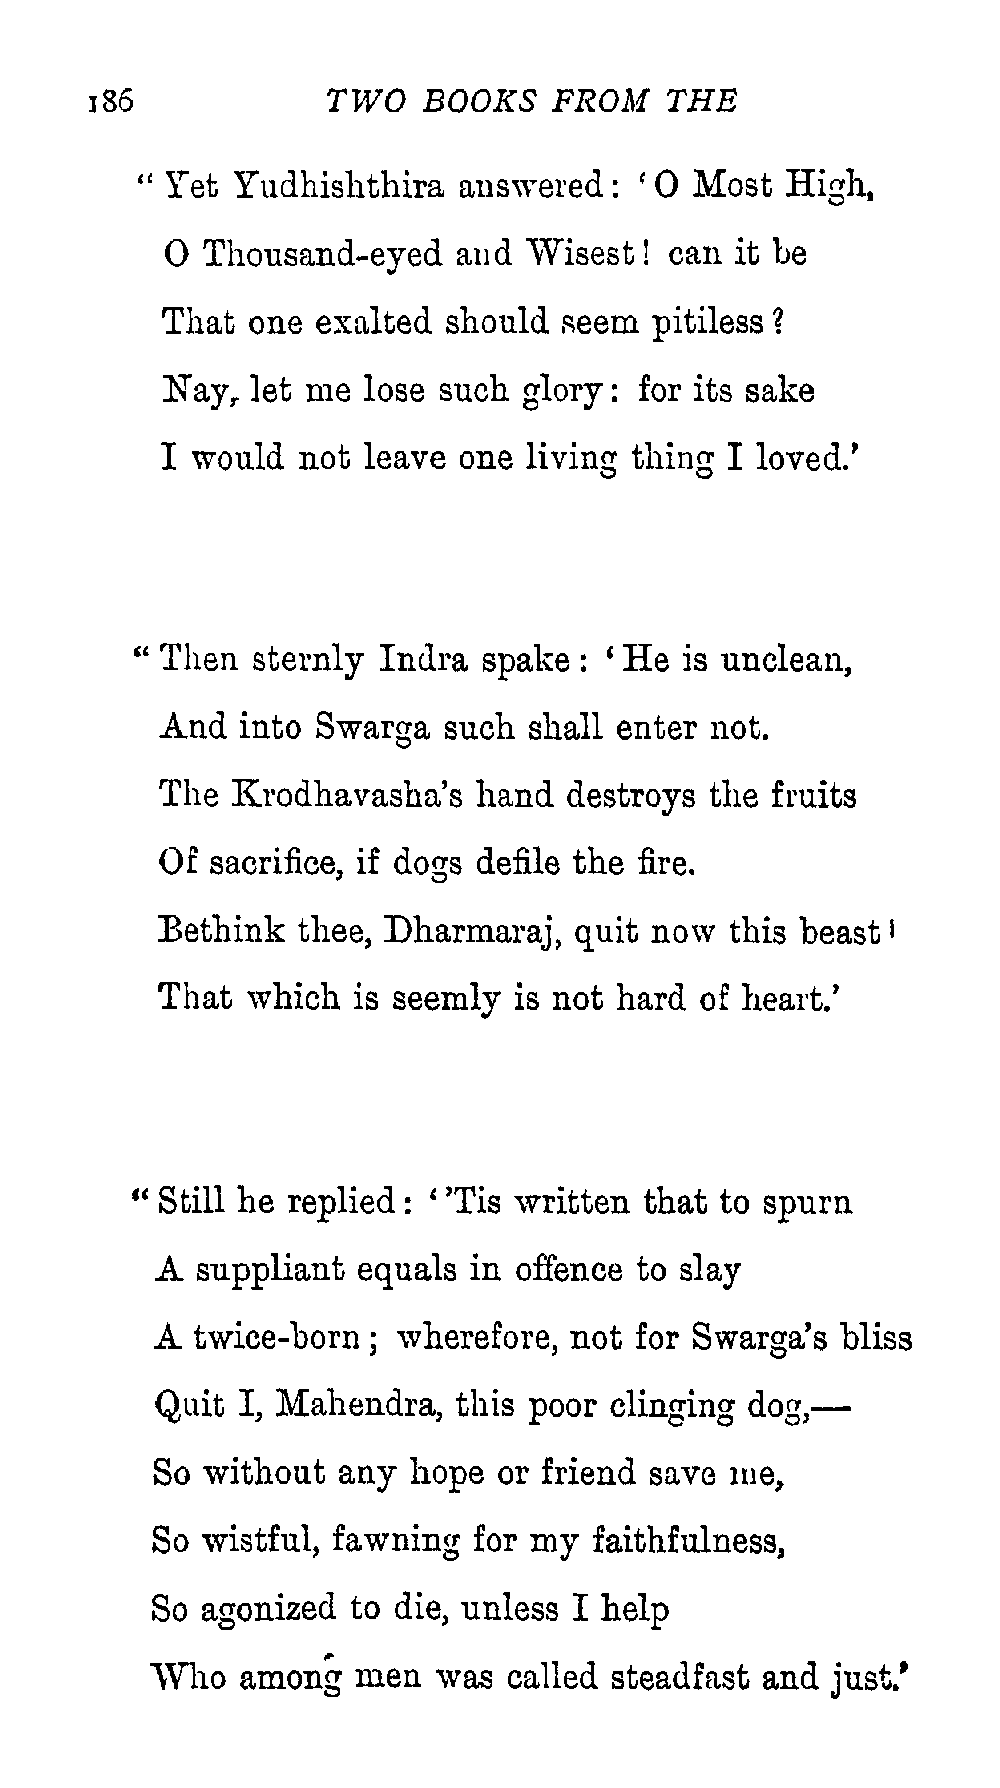 186 TWO BOOKS FROM THE
“ Yet Yudhishthira answered: ‘O Most High,
O Thousand-eyed and Wisest! can it be
That one exalted should seem pitiless?
Nay, let me lose such glory: for its sake
I would not leave one living thing I loved.’
“ Then sternly Indra spake: ‘He is unclean,
And into Swarga such shall enter not.
The Krodhavasha’s hand destroys the fruits
Of sacrifice, if dogs defile the fire.
Bethink thee, Dharmaraj, quit now this beast!
That which is seemly is not hard of heart.’
“ Still he replied: ‘’Tis written that to spurn
A suppliant equals in offence to slay
A twice-born; wherefore, not for Swarga’s bliss
Quit I, Mahendra, this poor clinging dog,—
So without any hope or friend save me,
So wistful, fawning for my faithfulness,
So agonized to die, unless I help
Who among men was called steadfast and just.’